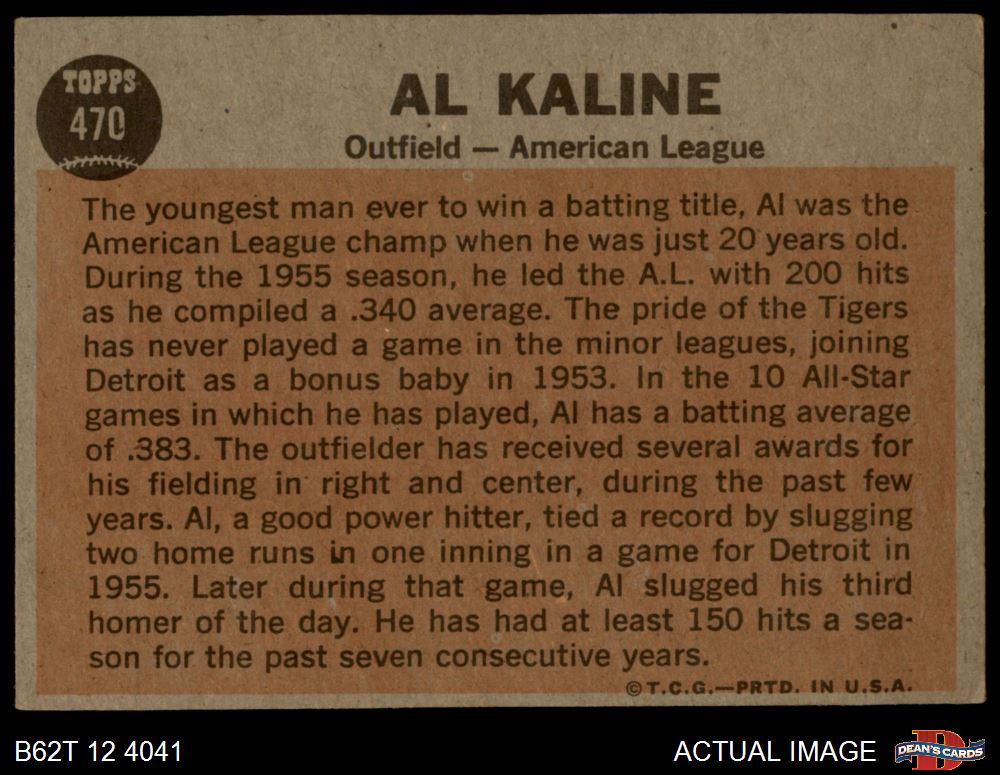 TOPPS
470
AL KALINE
Outfield — American League
The youngest man ever to win a batting title, Al was the
American League champ when he was just 20 years old.
During the 1955 season, he led the A.L. with 200 hits
as he compiled a .340 average. The pride of the Tigers
has never played a game in the minor leagues, joining
Detroit as a bonus baby in 1953. In the 10 All-Star
games in which he has played, Al has a batting average
of .383. The outfielder has received several awards for
his fielding in right and center, during the past few
years. Al, a good power hitter, tied a record by slugging
two home runs in one inning in a game for Detroit in
1955. Later during that game, Al slugged his third
homer of the day. He has had at least 150 hits a sea-
son for the past seven consecutive years.
©T.C.G.—PRTD. IN U.S.A.
B62T 12 4041
ACTUAL IMAGE
D
DEAN'S CARDS